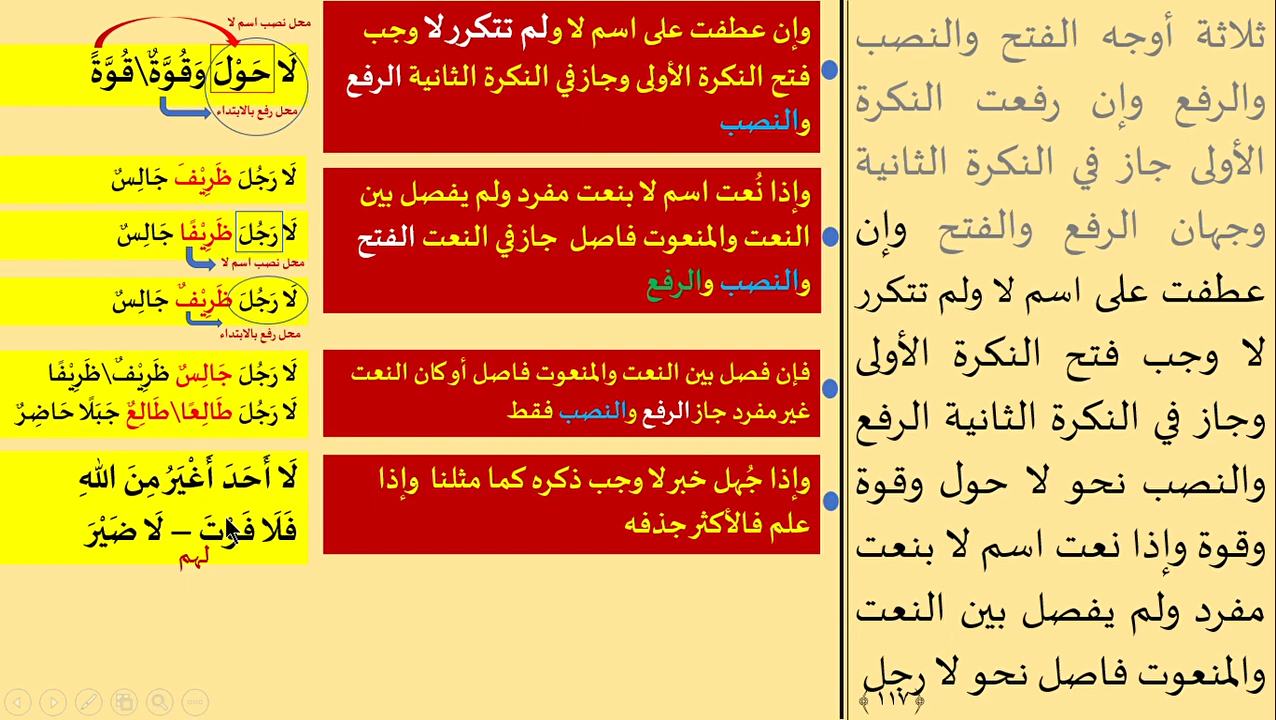 ثلاثة أوجه الفتح والنصب
والرفع وإن رفعت النكرة
الأولى جاز في النكرة الثانية
وجهان الرفع والفتح وإن
عطفت على اسم لا ولم تتكرر
لا وجب فتح النكرة الأولى
وجاز في النكرة الثانية الرفع
والنصب نحو لا حول وقوة
وقوة وإذا نعت اسم لا بنعت
مفرد ولم يفصل بين النعت
والمنعوت فاصل نحو لا رجل
﴿١١٧﴾
وإن عطفت على اسم لا ولم تتكرر لا وجب
فتح النكرة الأولى وجاز في النكرة الثانية الرفع
والنصب
وإذا نُعت اسم لا بنعت مفرد ولم يفصل بين
النعت والمنعوت فاصل جاز في النعت الفتح
والنصب والرفع
فإن فصل بين النعت والمنعوت فاصل أو كان النعت
غير مفرد جاز الرفع والنصب فقط
وإذا جُهل خبر لا وجب ذكره كما مثلنا وإذا
علم فالأكثر جذفه
محل نصب اسم لا
لَا حَوْلَ وَقُوَّةٌ\قُوَّةً
محل رفع بالابتداء
لَا رَجُلَ ظَرِيْفَ جَالِسٌ
لَا رَجُلَ ظَرِيْفًا جَالِسٌ
محل نصب اسم لا
لَا رَجُلَ ظَرِيْفٌ جَالِسٌ
محل رفع بالابتداء
لَا رَجُلَ جَالِسٌ ظَرِيْفٌ\ظَرِيْفًا
لَا رَجُلَ طَالِعًا\طَالِعٌ جَبَلًا حَاضِرٌ
لَا أَحَدَ أَغْيَرُ مِنَ اللهِ
فَلَا فَوْتَ – لَا ضَيْرَ
لهم